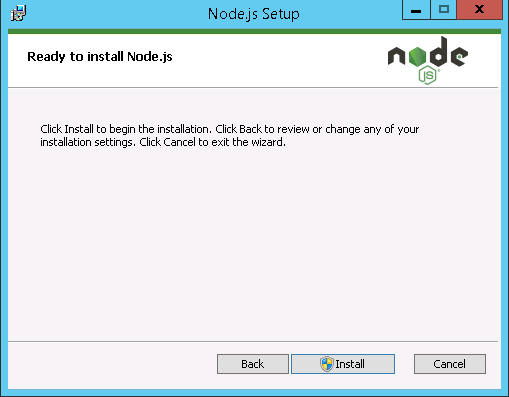 Node.js Setup
Ready to install Node.js
node
JS
Click Install to begin the installation. Click Back to review or change any of your
installation settings. Click Cancel to exit the wizard.
Back
Install
Cancel